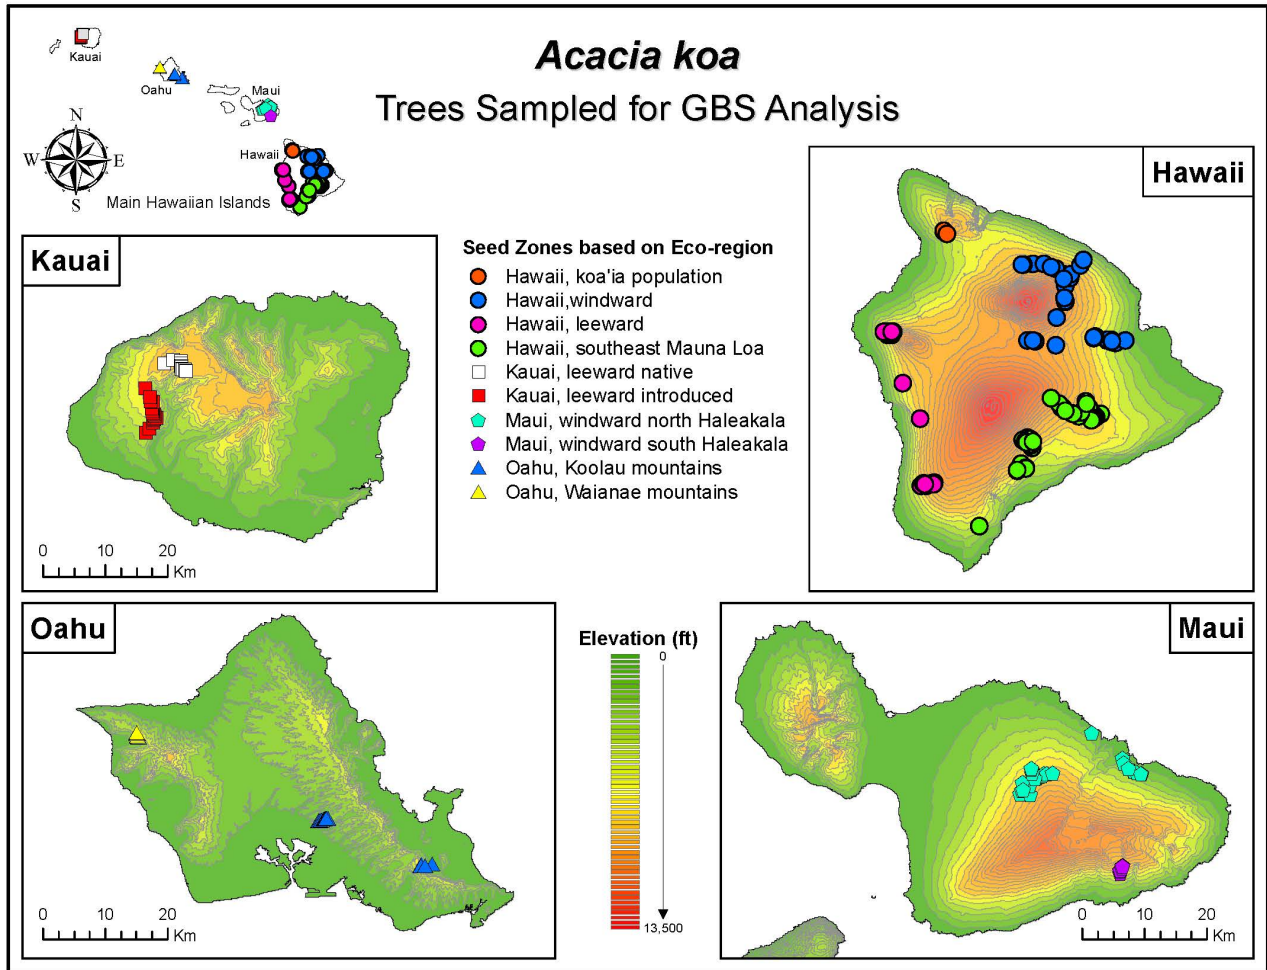 Acacia koa
Trees Sampled for GBS Analysis
Kauai
Oahu
Maui
Hawaii
N
W
E
S
Main Hawaiian Islands
Kauai
0 10 20
Km
Seed Zones based on Eco-region
Hawaii, koa'ia population
Hawaii,windward
Hawaii, leeward
Hawaii, southeast Mauna Loa
Kauai, leeward native
Kauai, leeward introduced
Maui, windward north Haleakala
Maui, windward south Haleakala
Oahu, Koolau mountains
Oahu, Waianae mountains
Hawaii
Oahu
0 10 20
Km
Elevation (ft)
0
13,500
Maui
0 10 20
Km